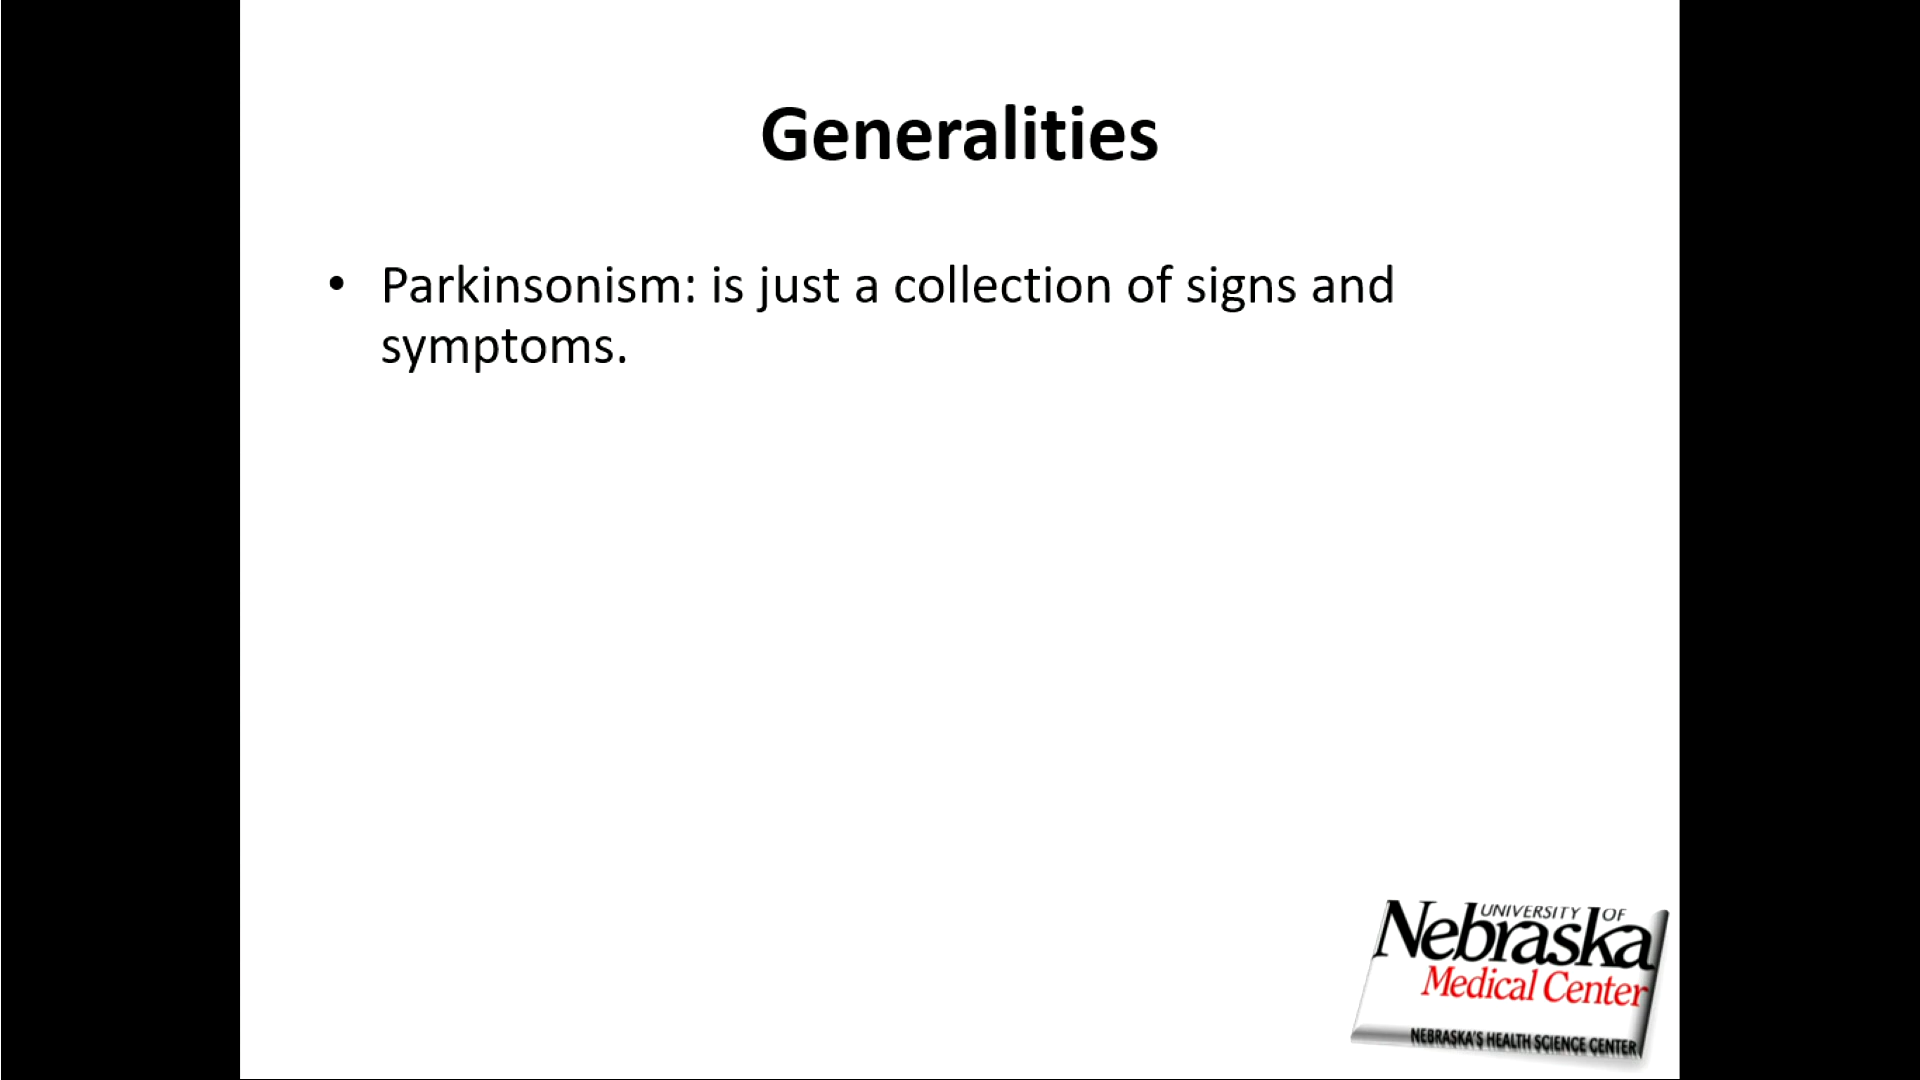 Generalities
• Parkinsonism: is just a collection of signs and
symptoms.
UNIVERSITY OF
Nebraska
Medical Center
NEBRASKA'S HEALTH SCIENCE CENTER